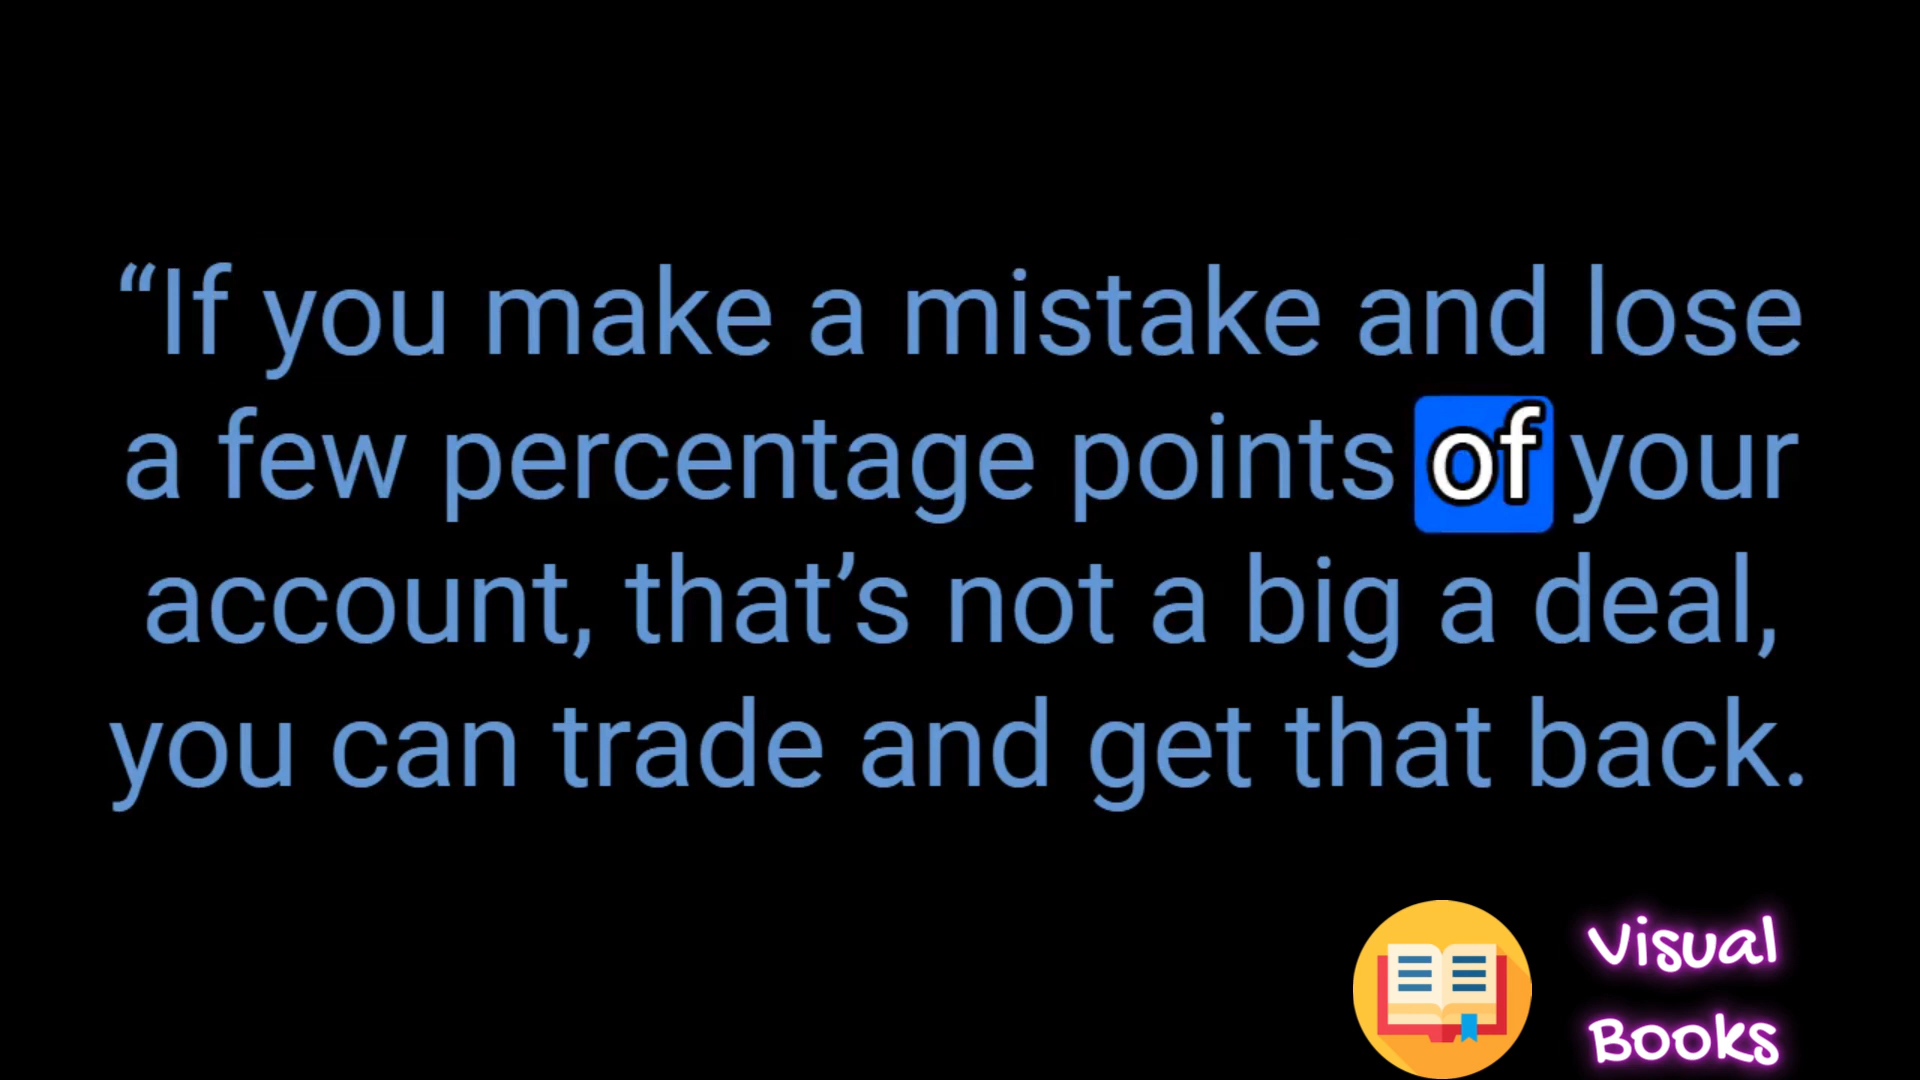 “If you make a mistake and lose
a few percentage points of your
account, that’s not a big a deal,
you can trade and get that back.
Visual
Books